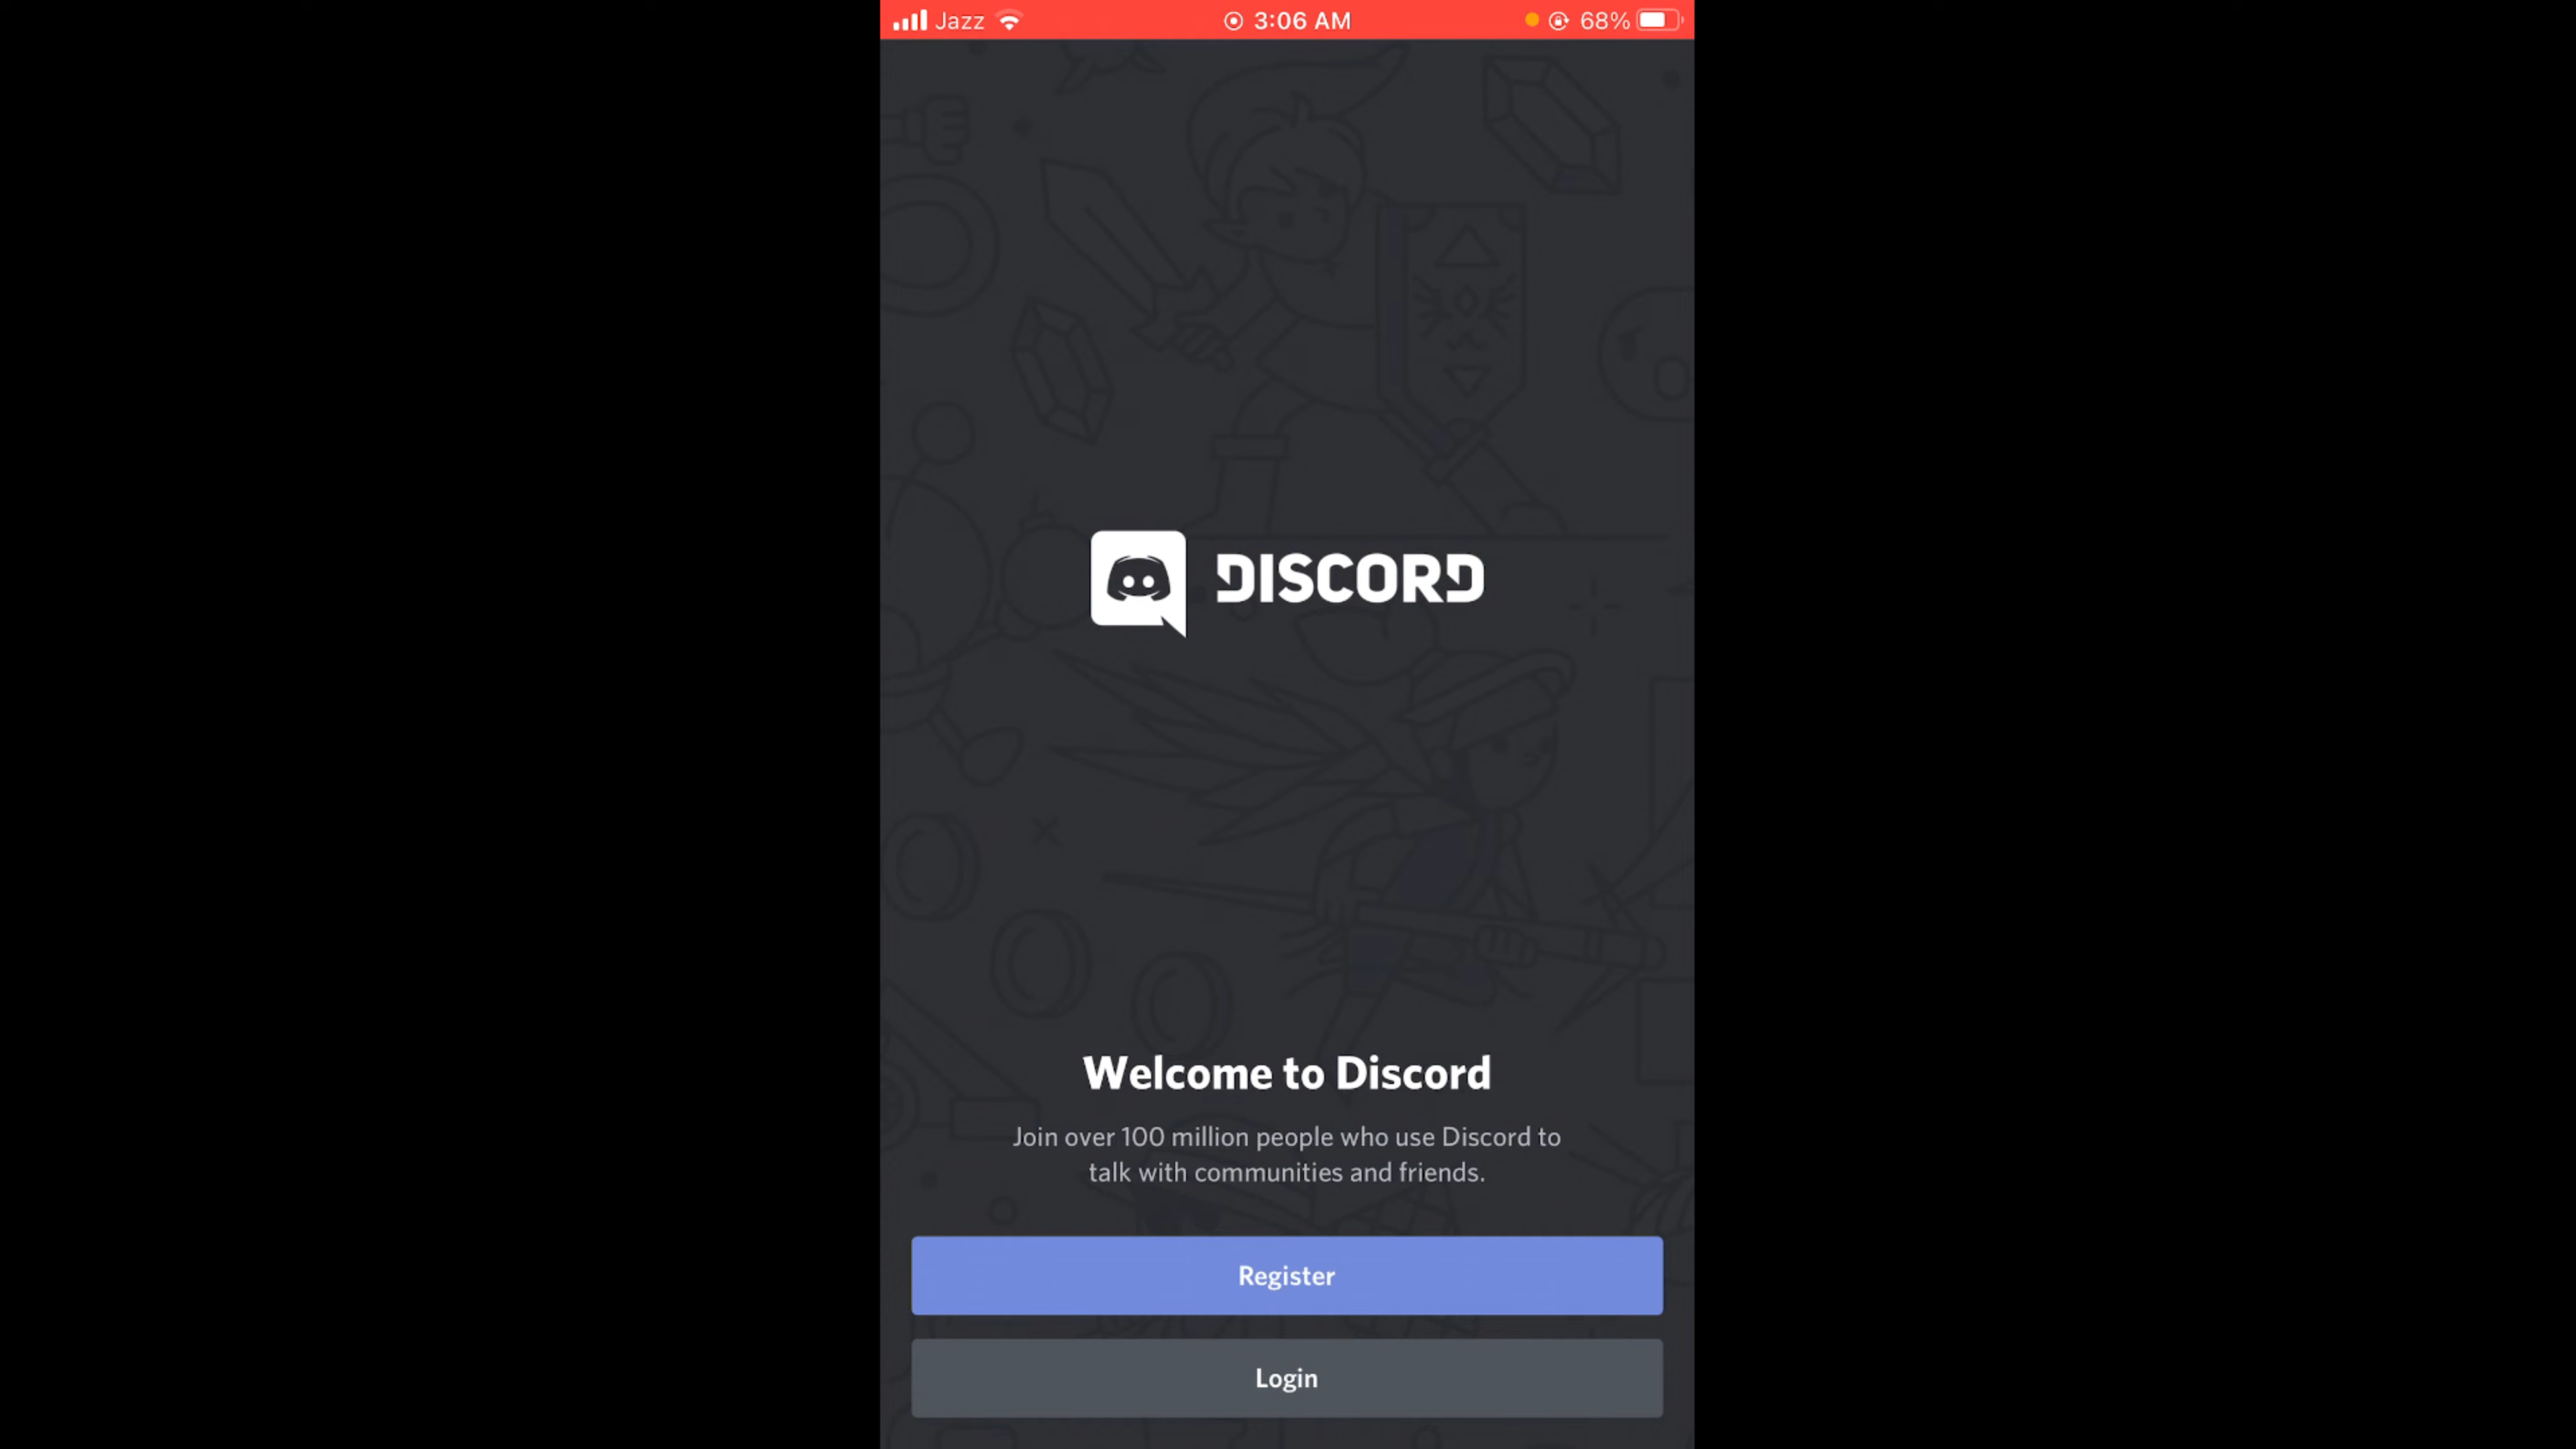 Jazz 3:06 AM 68%
DISCORD
Welcome to Discord
Join over 100 million people who use Discord to
talk with communities and friends.
Register
Login